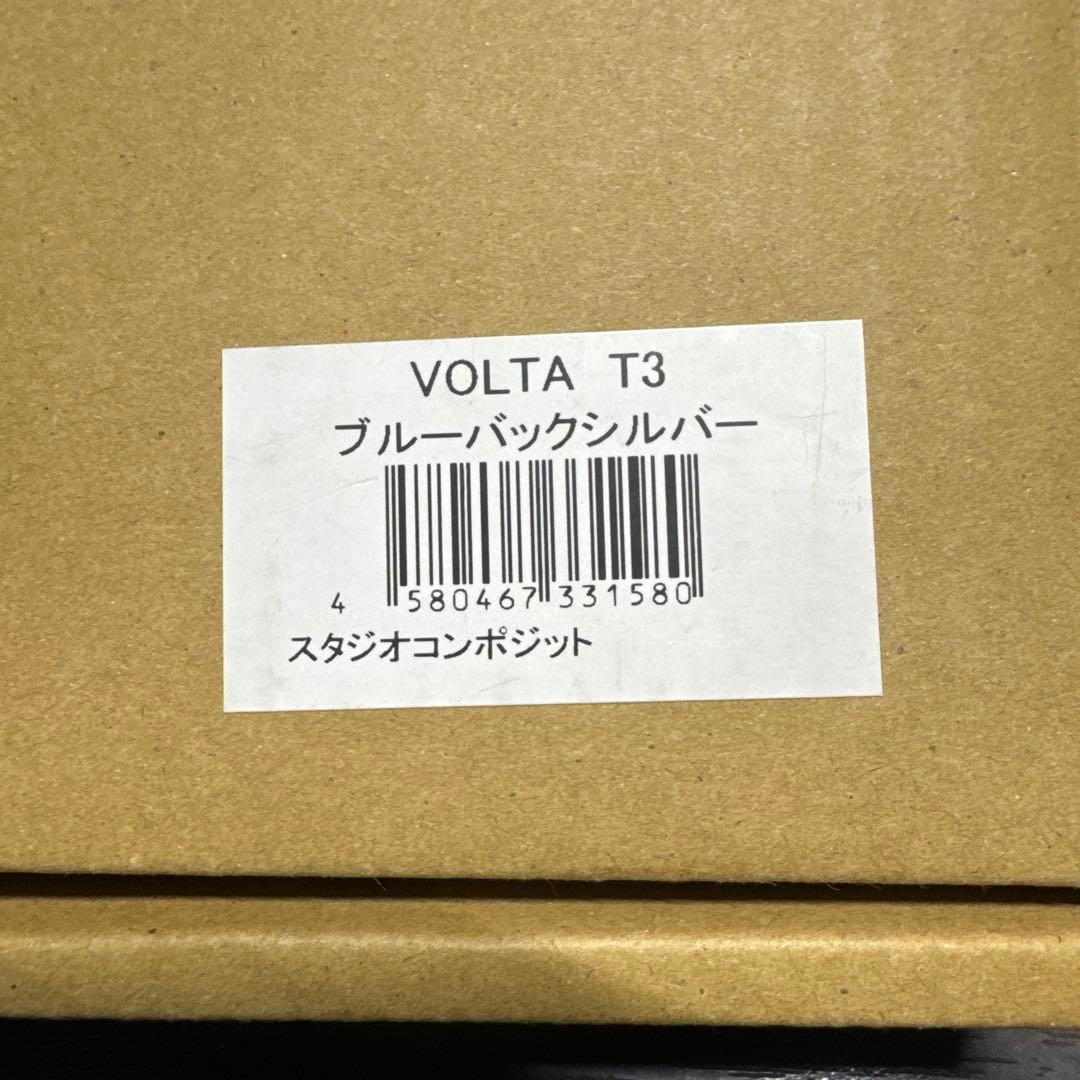 VOLTA T3
ブルーバックシルバー
4 580467 331580
スタジオコンポジット